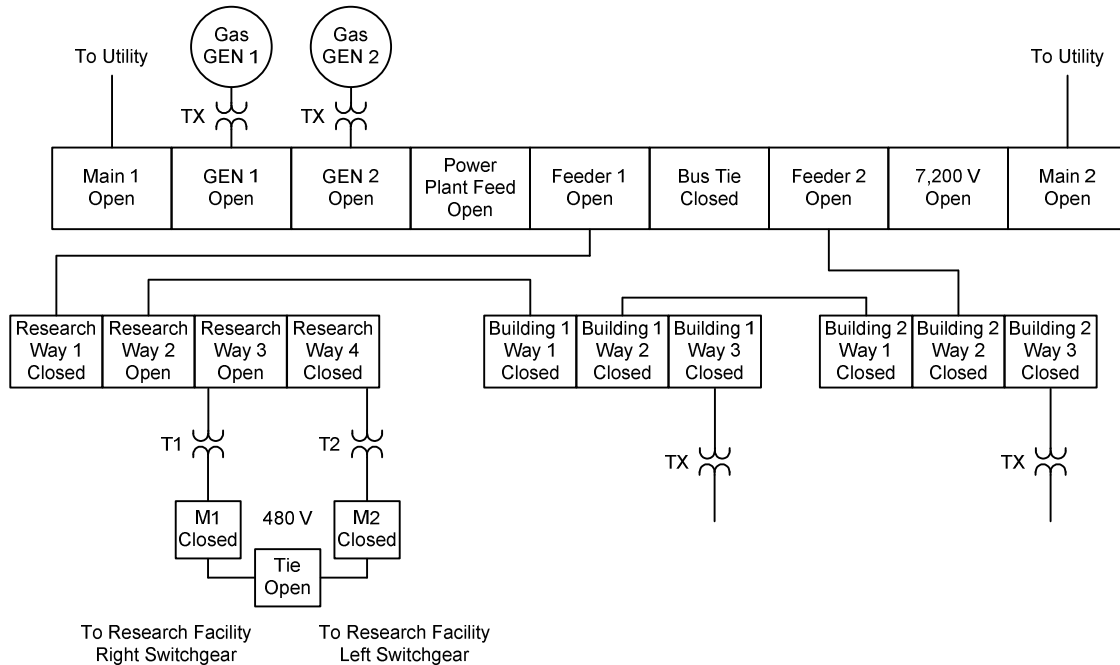 Gas
GEN 1
Gas
GEN 2
To Utility
To Utility
TX
TX
Main 1
Open
GEN 1
Open
GEN 2
Open
Power
Plant Feed
Open
Feeder 1
Open
Bus Tie
Closed
Feeder 2
Open
7,200 V
Open
Main 2
Open
Research
Way 1
Closed
Research
Way 2
Open
Research
Way 3
Open
Research
Way 4
Closed
Building 1
Way 1
Closed
Building 1
Way 2
Closed
Building 1
Way 3
Closed
Building 2
Way 1
Closed
Building 2
Way 2
Closed
Building 2
Way 3
Closed
T1
T2
TX
TX
M1
Closed
480 V
M2
Closed
Tie
Open
To Research Facility
Right Switchgear
To Research Facility
Left Switchgear